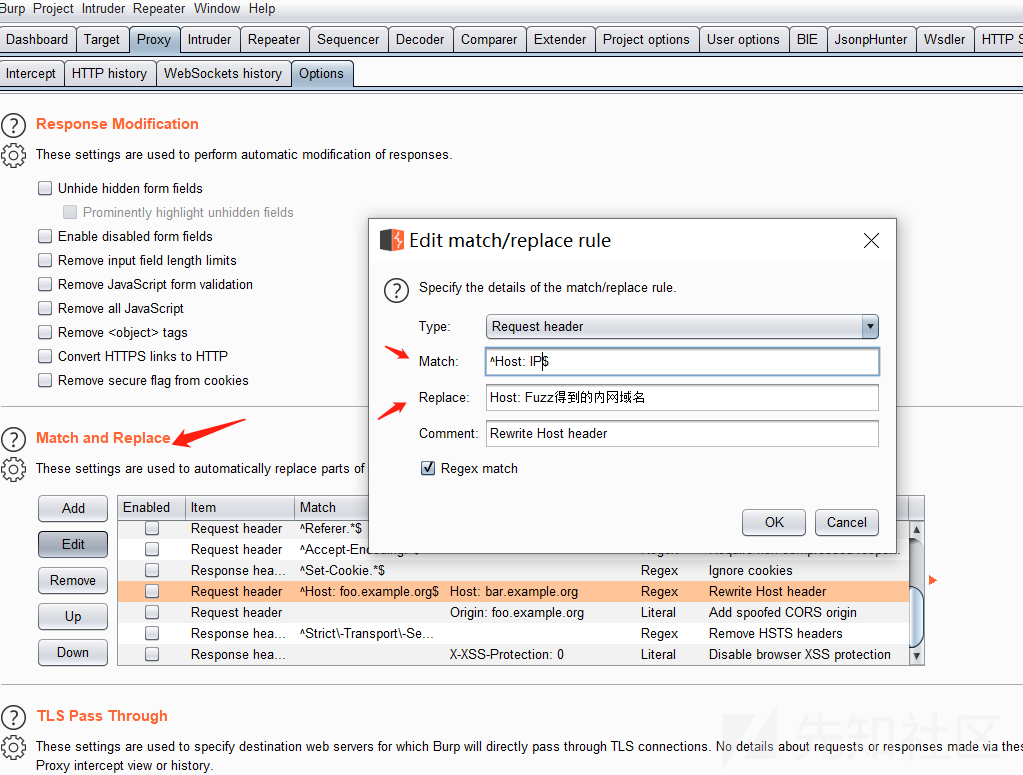 Burp Project Intruder Repeater Window Help
Dashboard Target Proxy Intruder Repeater Sequencer Decoder Comparer Extender Project options User options BIE JsonpHunter Wsdler HTTP S
Intercept HTTP history WebSockets history Options
? Response Modification
These settings are used to perform automatic modification of responses.
Unhide hidden form fields
Prominently highlight unhidden fields
Enable disabled form fields
Remove input field length limits
Remove JavaScript form validation
Remove all JavaScript
Remove <object> tags
Convert HTTPS links to HTTP
Remove secure flag from cookies
Edit match/replace rule
? Specify the details of the match/replace rule.
Type: Request header
Match: ^Host: IP$
Replace: Host: Fuzz得到的内网域名
Comment: Rewrite Host header
Regex match
OK Cancel
? Match and Replace
These settings are used to automatically replace parts of
Add
Edit
Remove
Up
Down
Enabled Item Match
Request header ^Referer.*$
Request header
Response hea... ^Set-Cookie.*$ Regex Ignore cookies
Request header ^Host: foo.example.org$ Host: bar.example.org Regex Rewrite Host header
Request header Origin: foo.example.org Literal Add spoofed CORS origin
Response hea... ^Strict\-Transport\-Se... Regex Remove HSTS headers
Response hea... X-XSS-Protection: 0 Literal Disable browser XSS protection
? TLS Pass Through
These settings are used to specify destination web servers for which Burp will directly pass through TLS connections. No details about requests or responses made via thes
Proxy intercept view or history.
先知社区